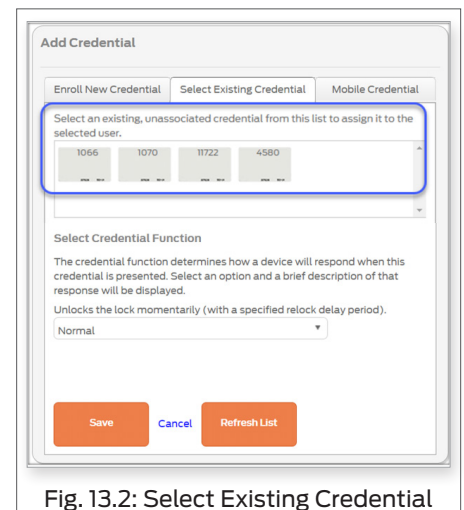 Add Credential
Enroll New Credential Select Existing Credential Mobile Credential
Select an existing, unassociated credential from this list to assign it to the
selected user.
1066 1070 11722 4580
Select Credential Function
The credential function determines how a device will respond when this
credential is presented. Select an option and a brief description of that
response will be displayed.
Unlocks the lock momentarily (with a specified relock delay period).
Normal
Save Cancel Refresh List
Fig. 13.2: Select Existing Credential